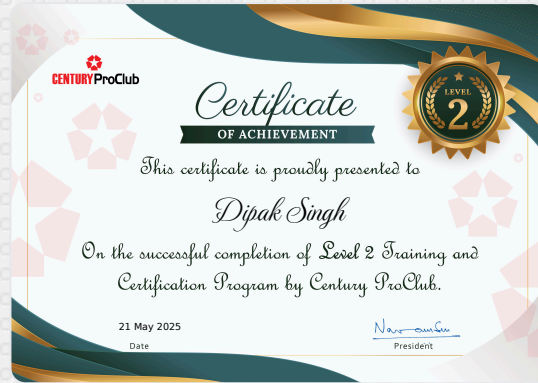 CENTURY ProClub
LEVEL
2
Certificate
OF ACHIEVEMENT
This certificate is proudly presented to
Dipak Singh
On the successful completion of Level 2 Training and
Certification Program by Century ProClub.
21 May 2025
Date
President